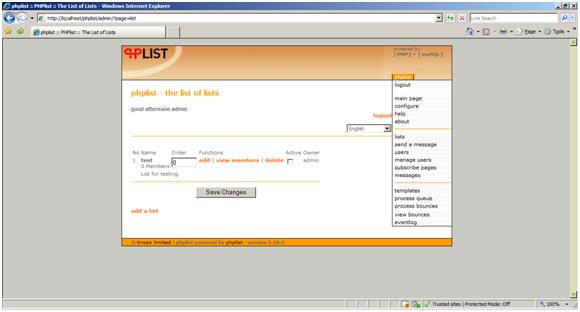 phplist :: PHPlist :: The List of Lists - Windows Internet Explorer
http://localhost/phplist/admin/?page=list
Live Search
phplist :: PHPlist :: The List of Lists
Page
Tools
PHPLIST
powered by:
[ PHP ] + [ mySQL ]
phplist
logout
main page
configure
help
about
lists
send a message
users
manage users
subscribe pages
messages
templates
process queue
process bounces
view bounces
eventlog
phplist - the list of lists
good afternoon admin
logout
English
No Name Order Functions Active Owner
1 test 0 edit | view members | delete admin
0 Members
List for testing.
Save Changes
add a list
© tincan limited | phplist powered by phplist - version 2.10.5
Trusted sites | Protected Mode: Off
100%